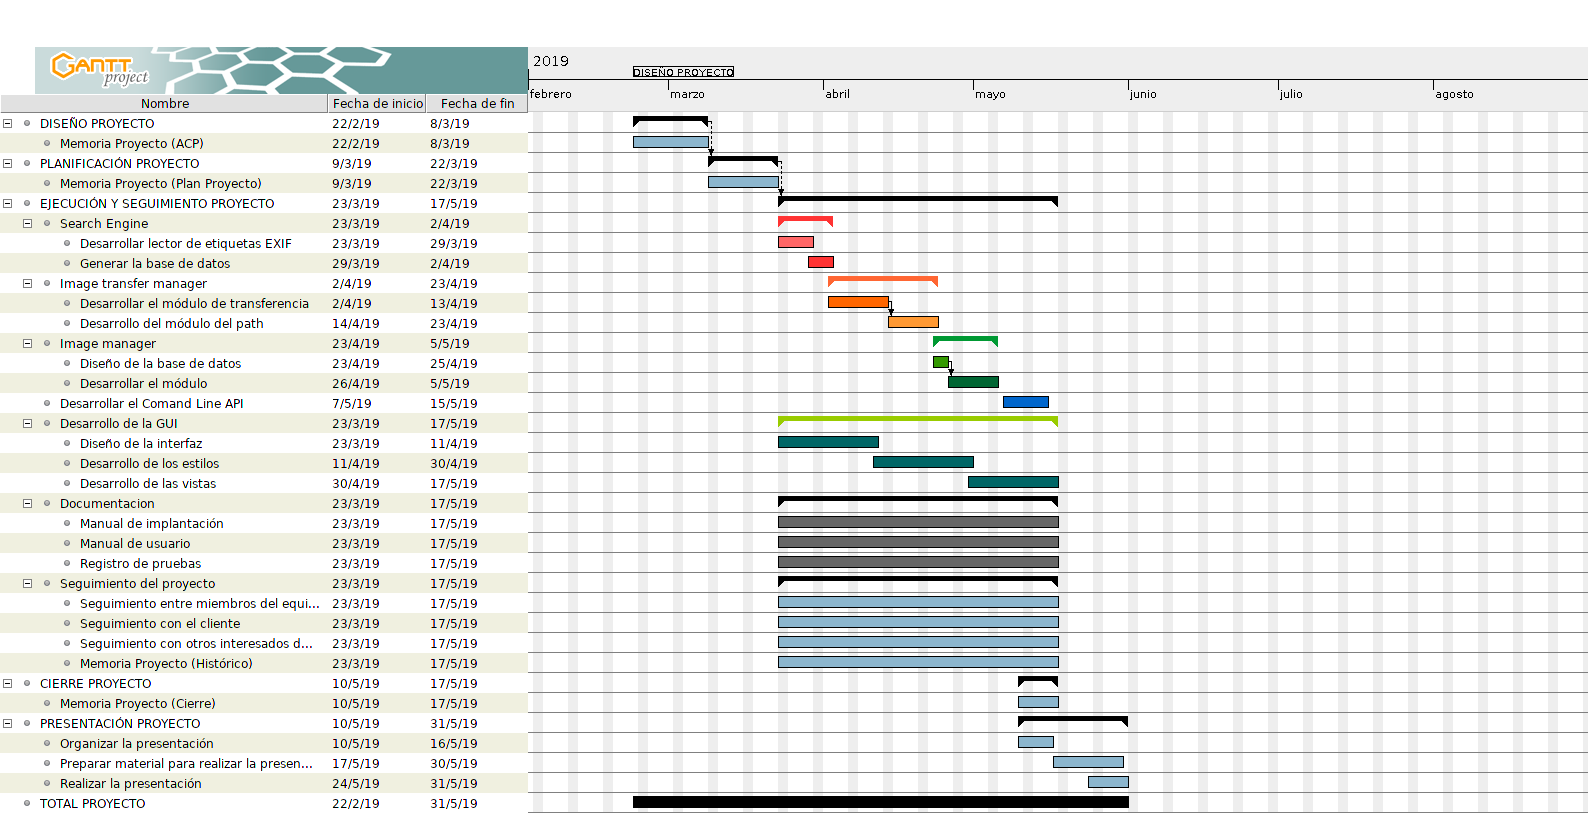 GANTT
project
2019
DISEÑO PROYECTO
febrero marzo abril mayo junio julio agosto
Nombre Fecha de inicio Fecha de fin
DISEÑO PROYECTO 22/2/19 8/3/19
Memoria Proyecto (ACP) 22/2/19 8/3/19
PLANIFICACIÓN PROYECTO 9/3/19 22/3/19
Memoria Proyecto (Plan Proyecto) 9/3/19 22/3/19
EJECUCIÓN Y SEGUIMIENTO PROYECTO 23/3/19 17/5/19
Search Engine 23/3/19 2/4/19
Desarrollar lector de etiquetas EXIF 23/3/19 29/3/19
Generar la base de datos 29/3/19 2/4/19
Image transfer manager 2/4/19 23/4/19
Desarrollar el módulo de transferencia 2/4/19 13/4/19
Desarrollo del módulo del path 14/4/19 23/4/19
Image manager 23/4/19 5/5/19
Diseño de la base de datos 23/4/19 25/4/19
Desarrollar el módulo 26/4/19 5/5/19
Desarrollar el Comand Line API 7/5/19 15/5/19
Desarrollo de la GUI 23/3/19 17/5/19
Diseño de la interfaz 23/3/19 11/4/19
Desarrollo de los estilos 11/4/19 30/4/19
Desarrollo de las vistas 30/4/19 17/5/19
Documentacion 23/3/19 17/5/19
Manual de implantación 23/3/19 17/5/19
Manual de usuario 23/3/19 17/5/19
Registro de pruebas 23/3/19 17/5/19
Seguimiento del proyecto 23/3/19 17/5/19
Seguimiento entre miembros del equi... 23/3/19 17/5/19
Seguimiento con el cliente 23/3/19 17/5/19
Seguimiento con otros interesados d... 23/3/19 17/5/19
Memoria Proyecto (Histórico) 23/3/19 17/5/19
CIERRE PROYECTO 10/5/19 17/5/19
Memoria Proyecto (Cierre) 10/5/19 17/5/19
PRESENTACIÓN PROYECTO 10/5/19 31/5/19
Organizar la presentación 10/5/19 16/5/19
Preparar material para realizar la presen... 17/5/19 30/5/19
Realizar la presentación 24/5/19 31/5/19
TOTAL PROYECTO 22/2/19 31/5/19